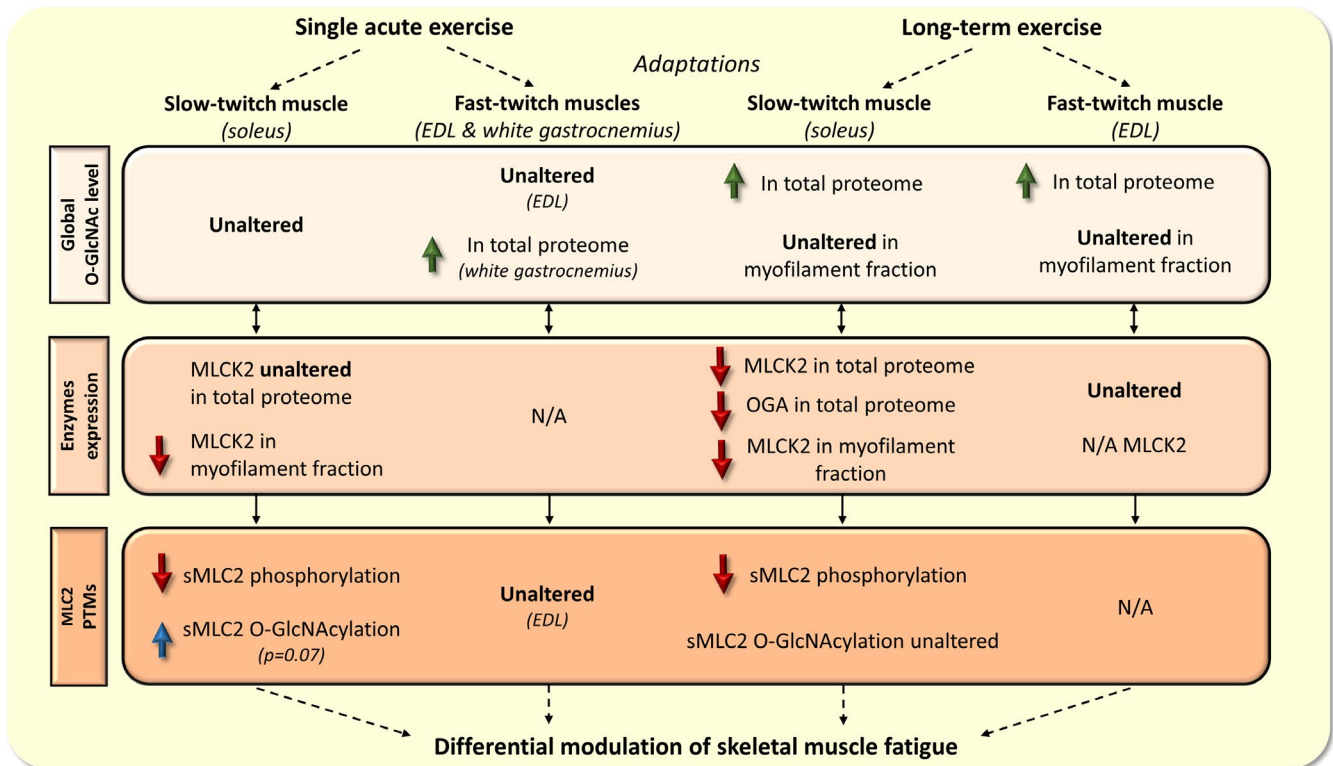 Single acute exercise
Long-term exercise
Adaptations
Slow-twitch muscle
(soleus)
Fast-twitch muscles
(EDL & white gastrocnemius)
Slow-twitch muscle
(soleus)
Fast-twitch muscle
(EDL)
Global
O-GlcNAc level
Unaltered
Unaltered
(EDL)
In total proteome
(white gastrocnemius)
In total proteome
Unaltered in
myofilament fraction
In total proteome
Unaltered in
myofilament fraction
Enzymes
expression
MLCK2 unaltered
in total proteome
MLCK2 in
myofilament fraction
N/A
MLCK2 in total proteome
OGA in total proteome
MLCK2 in myofilament
fraction
Unaltered
N/A MLCK2
MLC2
PTMs
sMLC2 phosphorylation
sMLC2 O-GlcNAcylation
(p=0.07)
Unaltered
(EDL)
sMLC2 phosphorylation
sMLC2 O-GlcNAcylation unaltered
N/A
Differential modulation of skeletal muscle fatigue